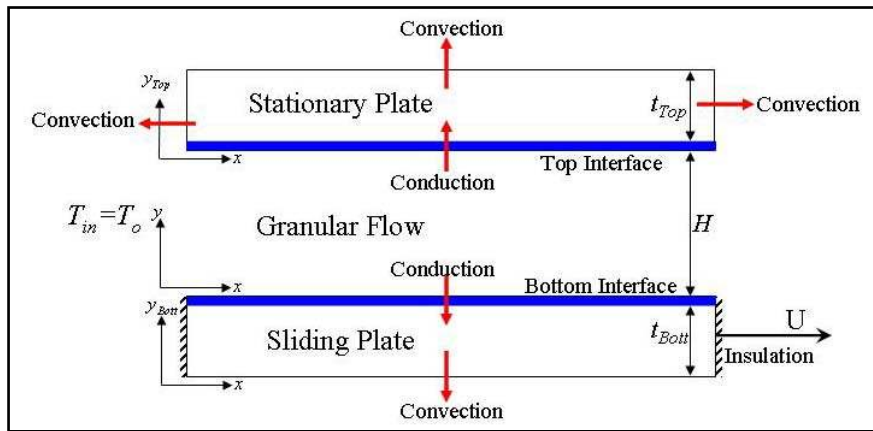 Convection
y_Top
Stationary Plate
t_Top
Convection
Convection
x
Top Interface
Conduction
T_in=T_o
y
Granular Flow
H
Conduction
x
Bottom Interface
y_Bott
U
Sliding Plate
t_Bott
Insulation
x
Convection